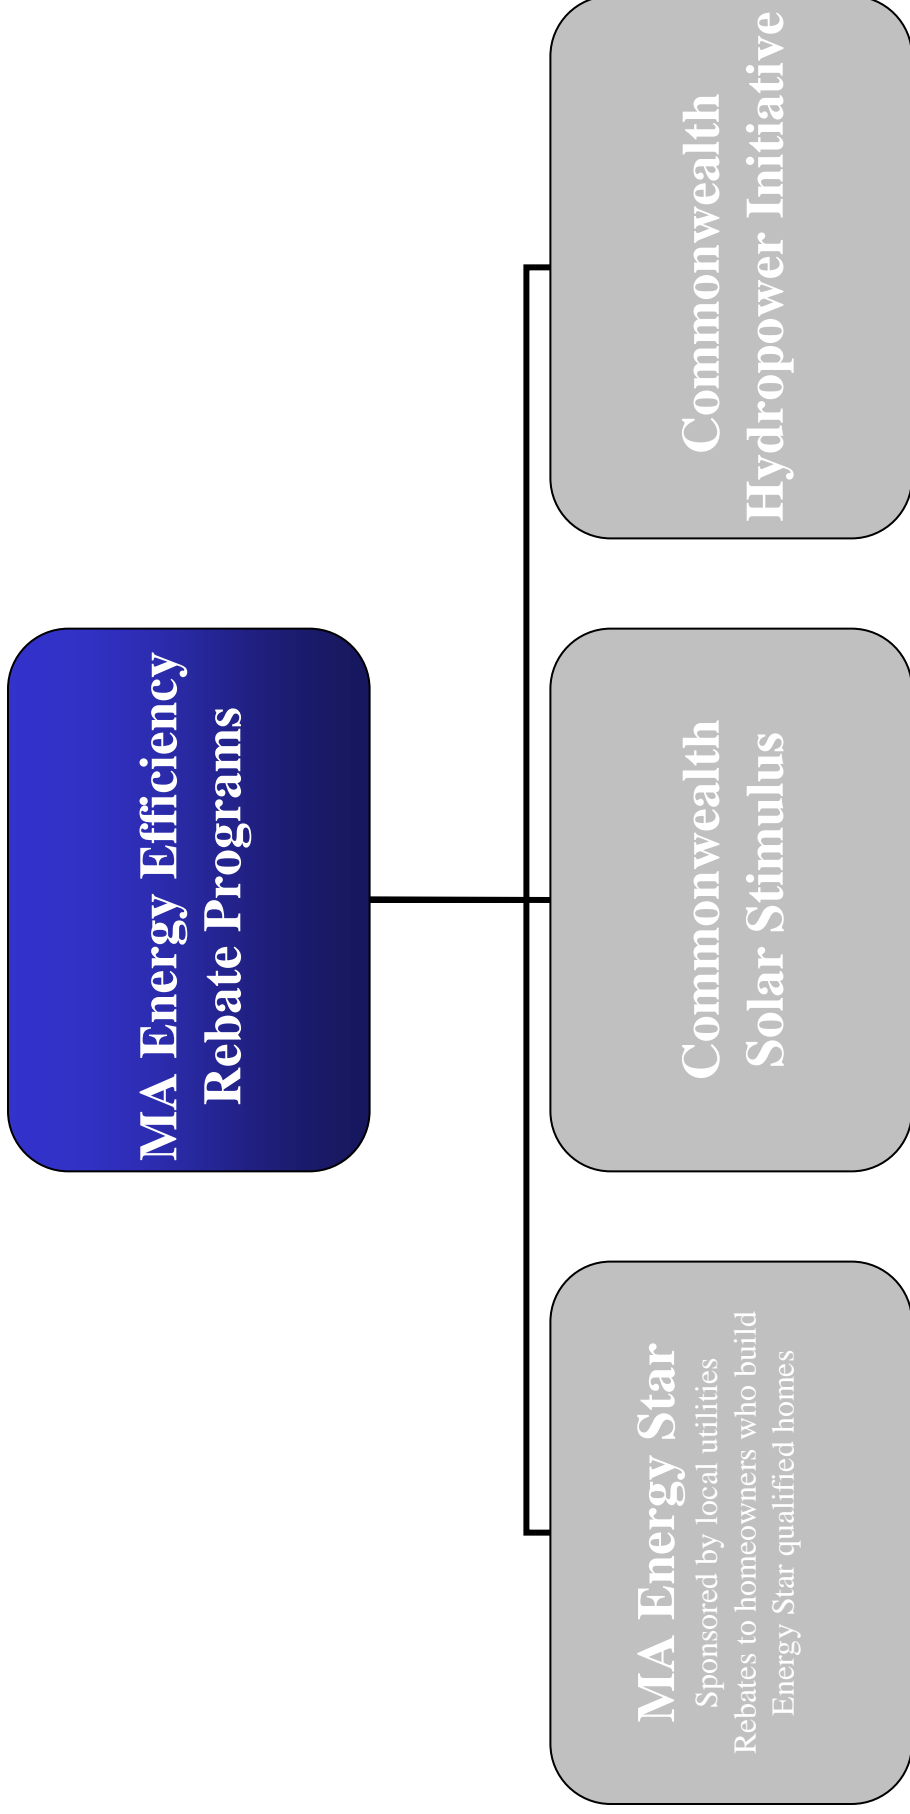 MA Energy Efficiency
Rebate Programs
MA Energy Star
Sponsored by local utilities
Rebates to homeowners who build
Energy Star qualified homes
Commonwealth
Solar Stimulus
Commonwealth
Hydropower Initiative